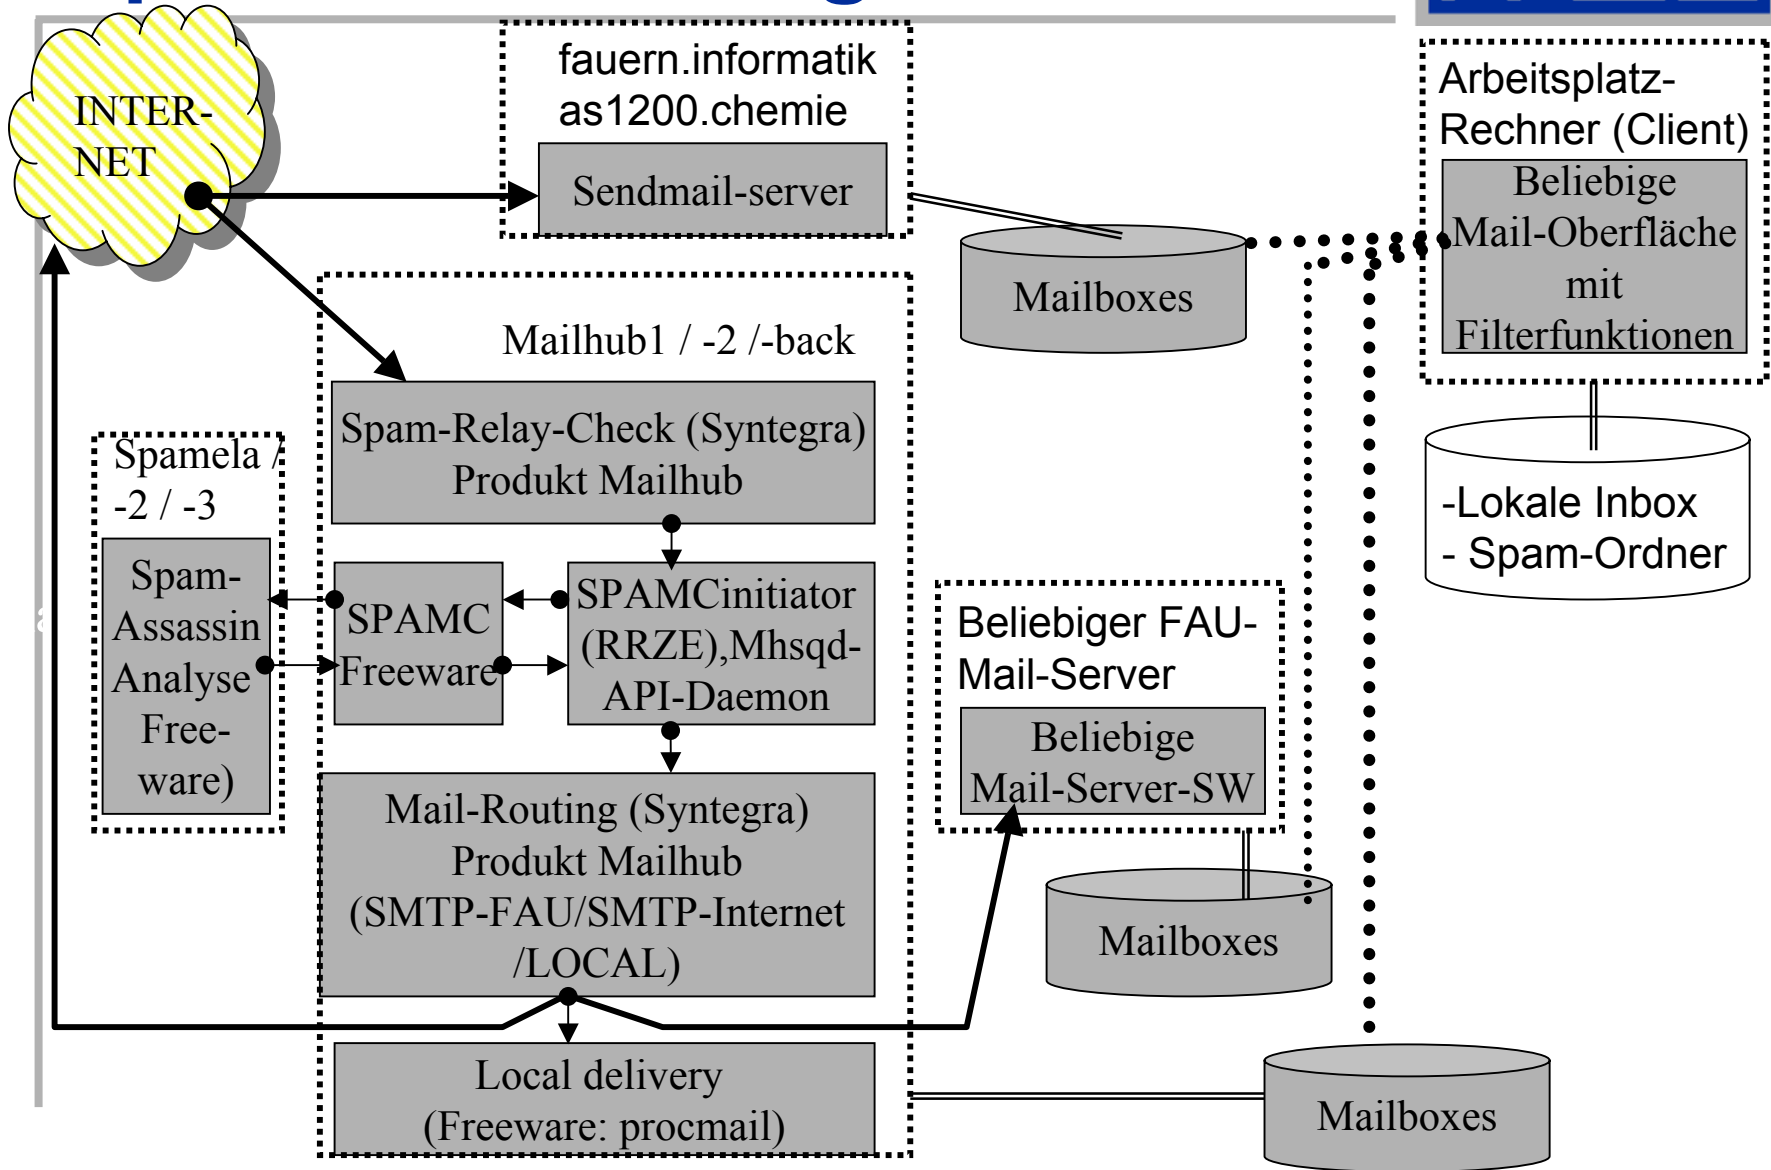 INTER-
NET
fauern.informatik
as1200.chemie
Sendmail-server
Mailboxes
Arbeitsplatz-
Rechner (Client)
Beliebige
Mail-Oberfläche
mit
Filterfunktionen
-Lokale Inbox
- Spam-Ordner
Mailhub1 / -2 /-back
Spam-Relay-Check (Syntegra)
Produkt Mailhub
Spamela /
-2 / -3
Spam-
Assassin
Analyse
Free-
ware)
SPAMC
Freeware
SPAMCinitiator
(RRZE),Mhsqd-
API-Daemon
Mail-Routing (Syntegra)
Produkt Mailhub
(SMTP-FAU/SMTP-Internet
/LOCAL)
Local delivery
(Freeware: procmail)
Beliebiger FAU-
Mail-Server
Beliebige
Mail-Server-SW
Mailboxes
Mailboxes